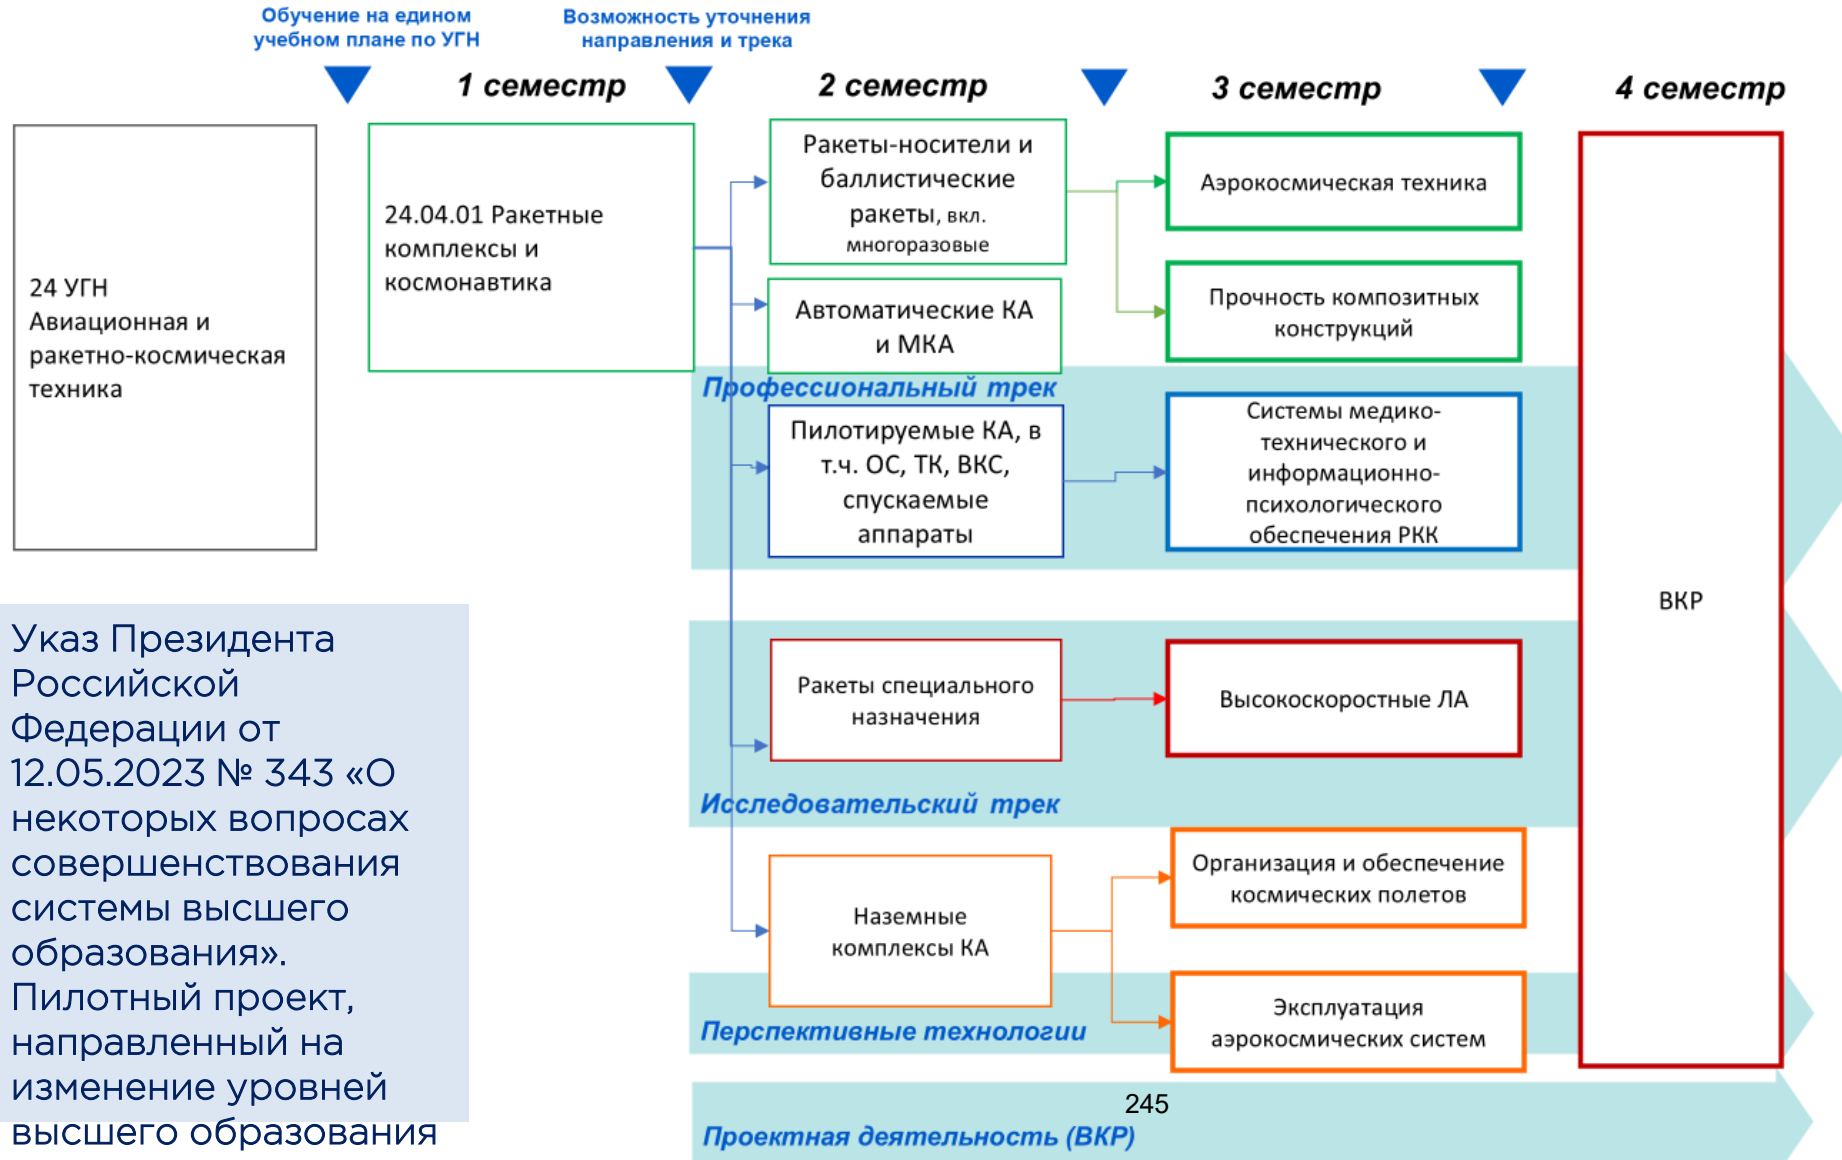 Обучение на едином
учебном плане по УГН
Возможность уточнения
направления и трека
1 семестр
2 семестр
3 семестр
4 семестр
24 УГН
Авиационная и
ракетно-космическая
техника
24.04.01 Ракетные
комплексы и
космонавтика
Ракеты-носители и
баллистические
ракеты, вкл.
многоразовые
Автоматические КА
и МКА
Профессиональный трек
Пилотируемые КА, в
т.ч. ОС, ТК, ВКС,
спускаемые
аппараты
Ракеты специального
назначения
Исследовательский трек
Наземные
комплексы КА
Перспективные технологии
Аэрокосмическая техника
Прочность композитных
конструкций
Системы медико-
технического и
информационно-
психологического
обеспечения РКК
Высокоскоростные ЛА
Организация и обеспечение
космических полетов
Эксплуатация
аэрокосмических систем
ВКР
Указ Президента
Российской
Федерации от
12.05.2023 № 343 «О
некоторых вопросах
совершенствования
системы высшего
образования».
Пилотный проект,
направленный на
изменение уровней
высшего образования
245
Проектная деятельность (ВКР)